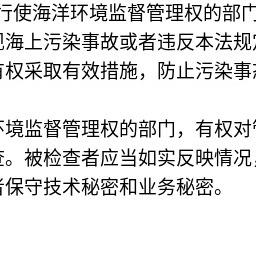 行使海洋环境监督管理权的部门
现海上污染事故或者违反本法规定
有权采取有效措施，防止污染事态
环境监督管理权的部门，有权对管
查。被检查者应当如实反映情况，
者保守技术秘密和业务秘密。